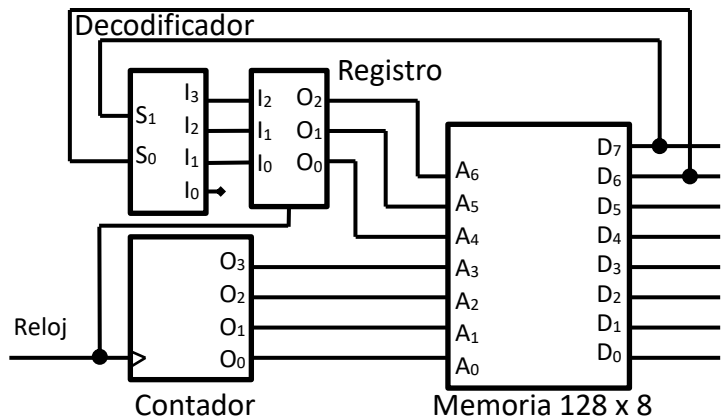 Decodificador
Registro
S1
S0
I3
I2
I1
I0
I2
I1
I0
O2
O1
O0
A6
A5
A4
A3
A2
A1
A0
D7
D6
D5
D4
D3
D2
D1
D0
O3
O2
O1
O0
Reloj
Contador
Memoria 128 x 8